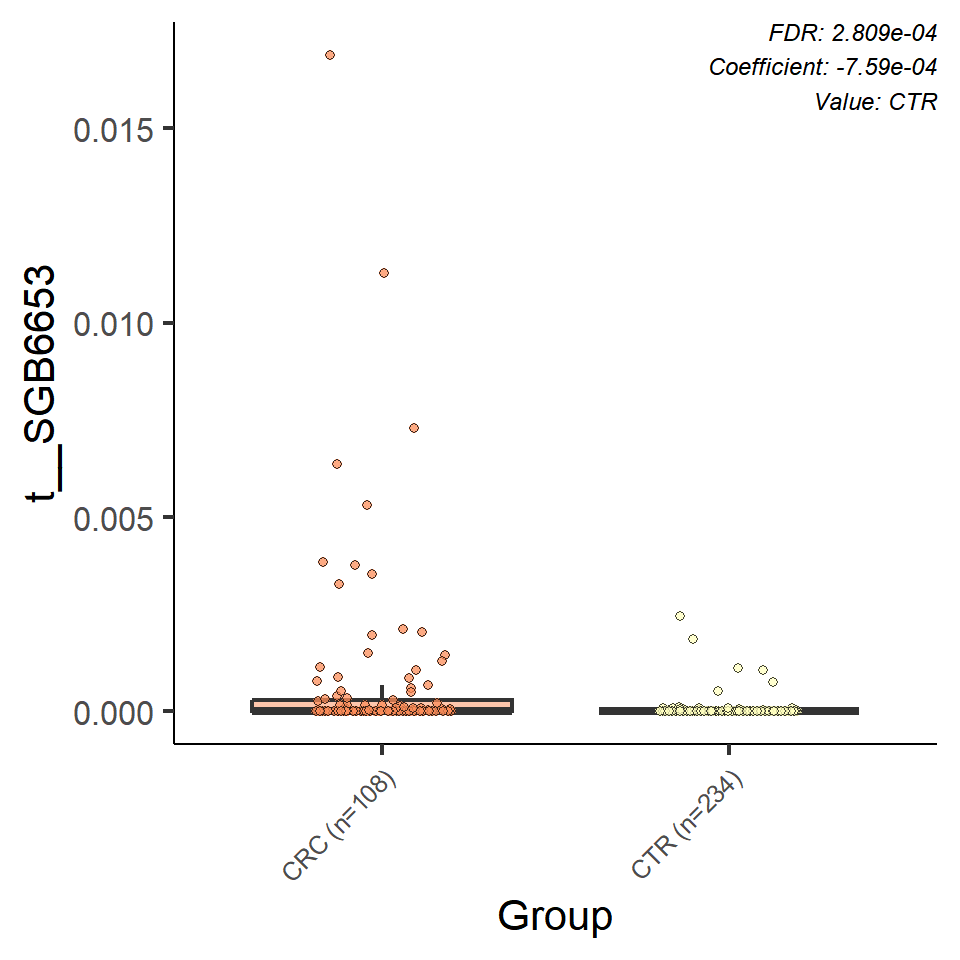 FDR: 2.809e-04
Coefficient: -7.59e-04
Value: CTR
t__SGB6653
0.015
0.010
0.005
0.000
CRC (n=108)
CTR (n=234)
Group